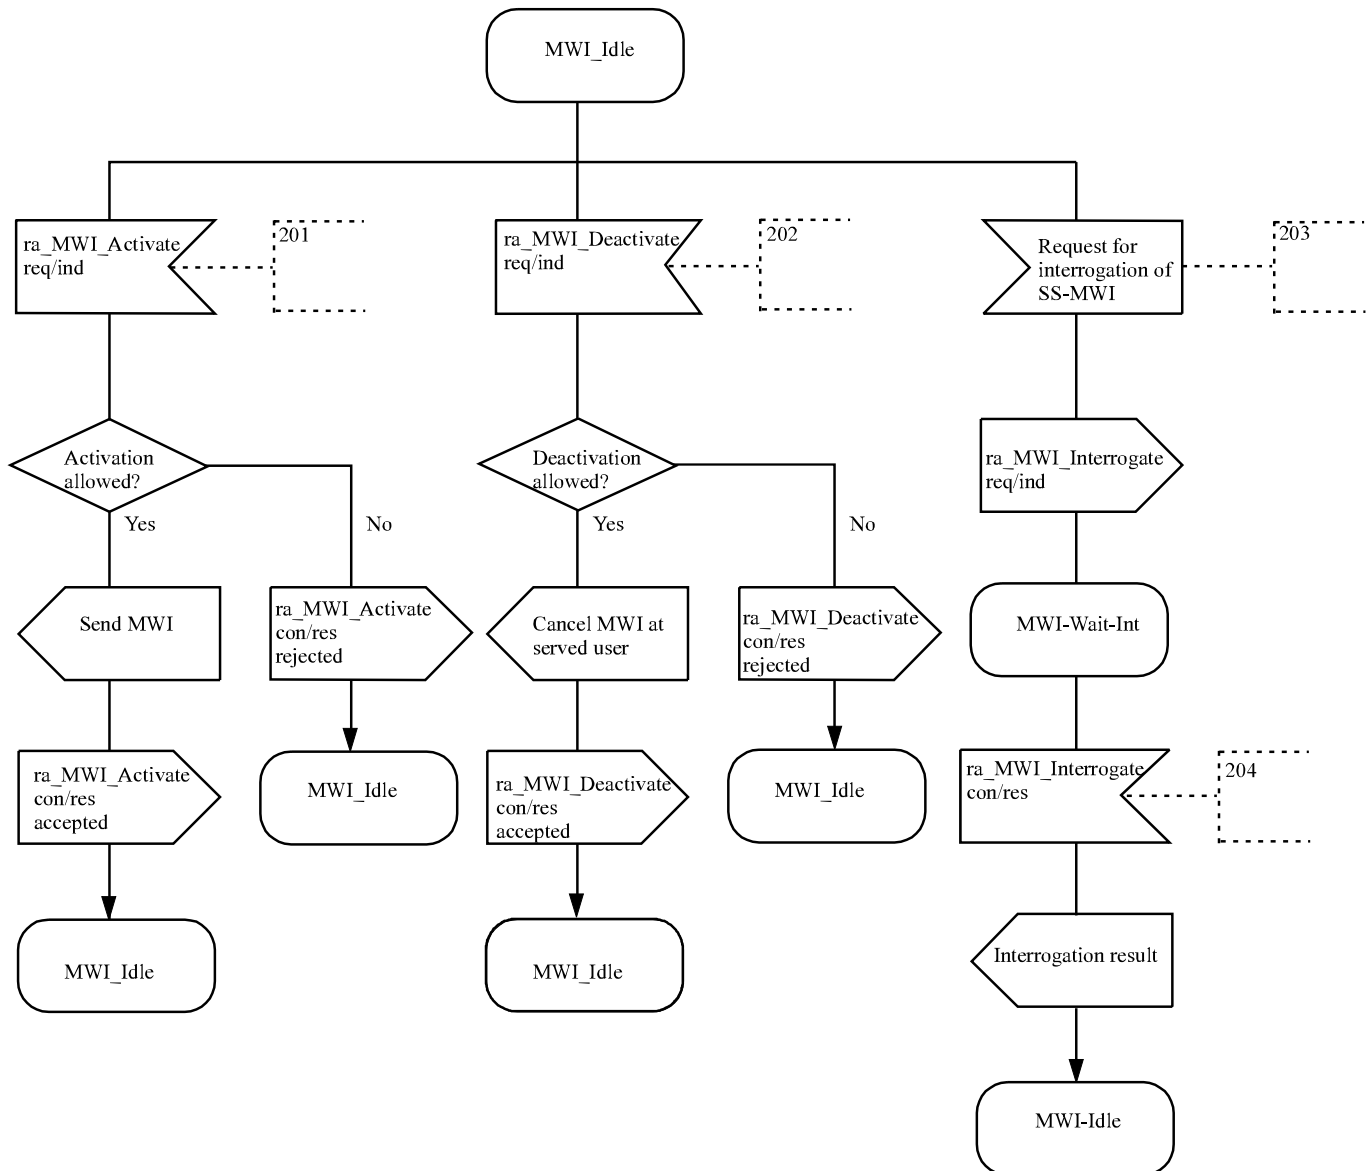 MWI_Idle
ra_MWI_Activate
req/ind
201
ra_MWI_Deactivate
req/ind
202
Request for
interrogation of
SS-MWI
203
Activation
allowed?
Yes
No
Deactivation
allowed?
Yes
No
ra_MWI_Interrogate
req/ind
Send MWI
ra_MWI_Activate
con/res
rejected
Cancel MWI at
served user
ra_MWI_Deactivate
con/res
rejected
MWI-Wait-Int
ra_MWI_Activate
con/res
accepted
MWI_Idle
ra_MWI_Deactivate
con/res
accepted
MWI_Idle
ra_MWI_Interrogate
con/res
204
MWI_Idle
MWI_Idle
Interrogation result
MWI-Idle